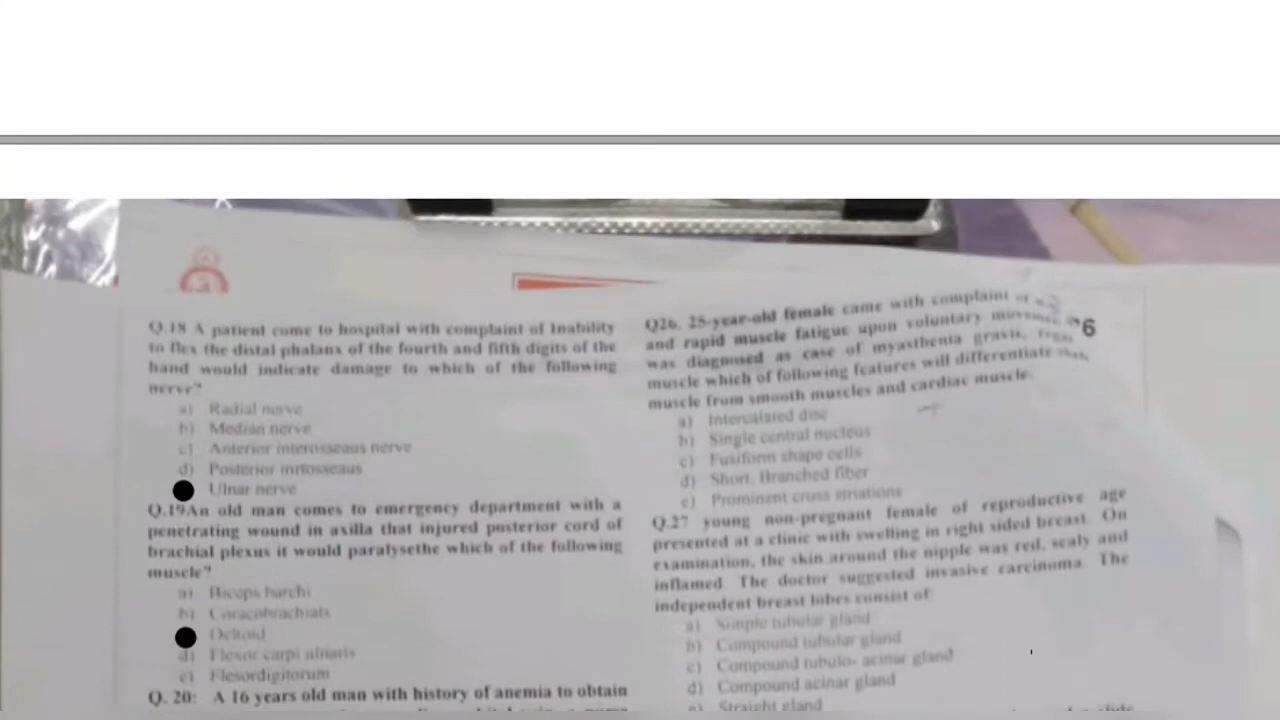 Q.18 A patient come to hospital with complaint of Inability
to flex the distal phalanx of the fourth and fifth digits of the
hand would indicate damage to which of the following
nerve?
a) Radial nerve
b) Median nerve
c) Anterior interosseaus nerve
d) Posterior inrtosseaus
Ulnar nerve
Q.19An old man comes to emergency department with a
penetrating wound in axilla that injured posterior cord of
brachial plexus it would paralysethe which of the following
muscle?
a) Biceps
b)
Deltoid
d) Flexor carpi ulnaris
e) Flesordigitorum
Q. 20: A 16 years old man with history of anemia to obtain
Q26. 25-year-old female came with complaint of
and rapid muscle fatigue upon voluntary
was diagnosed as case of myasthenia gravis,
muscle which of following features will differentiate
muscle from smooth muscles and cardiac muscle.
a) Intercalated disc
b) Single central nucleus
c) Fusiform shape cells
d) Short, Branched fiber
e) Prominent cross striations
Q.27 young non-pregnant female of reproductive age
presented at a clinic with swelling in right sided breast. On
examination, the skin around the nipple was red, scaly and
inflamed. The doctor suggested invasive carcinoma. The
independent breast lobes consist of
a) Simple tubular gland
b) Compound tubular gland
c) Compound tubulo- acinar gland
d) Compound acinar gland
e) Straight gland
6